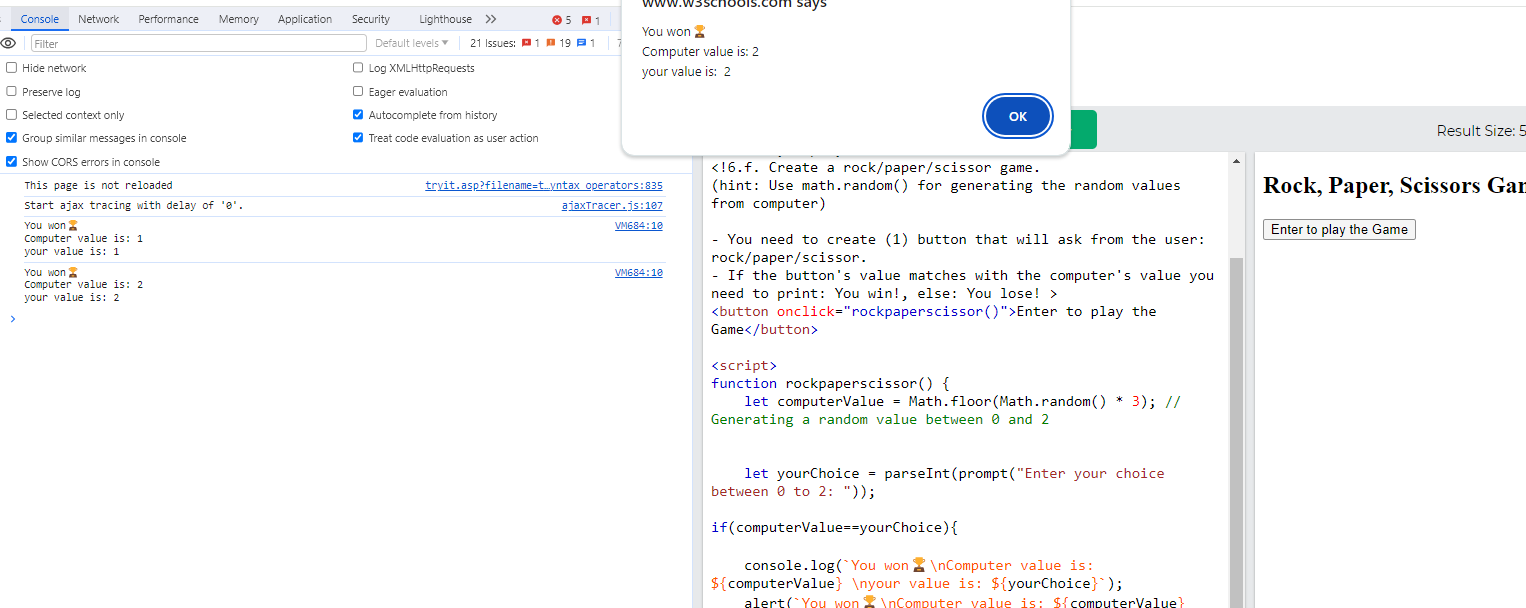 Console Network Performance Memory Application Security Lighthouse 5 1
Filter Default levels ▾ 21 Issues: 1 19 1
Hide network
Log XMLHttpRequests
Preserve log
Eager evaluation
Selected context only
Autocomplete from history
Group similar messages in console
Treat code evaluation as user action
Show CORS errors in console
This page is not reloaded tryit.asp?filename=t…yntax_operators:835
Start ajax tracing with delay of '0'. ajaxTracer.js:107
You won🏆 VM684:10
Computer value is: 1
your value is: 1
You won🏆 VM684:10
Computer value is: 2
your value is: 2
www.w3schools.com says
You won🏆
Computer value is: 2
your value is: 2
OK
Result Size: 5
<!6.f. Create a rock/paper/scissor game.
(hint: Use math.random() for generating the random values
from computer)
- You need to create (1) button that will ask from the user:
rock/paper/scissor.
- If the button's value matches with the computer's value you
need to print: You win!, else: You lose! >
<button onclick="rockpaperscissor()">Enter to play the
Game</button>
<script>
function rockpaperscissor() {
let computerValue = Math.floor(Math.random() * 3); //
Generating a random value between 0 and 2
let yourChoice = parseInt(prompt("Enter your choice
between 0 to 2: "));
if(computerValue==yourChoice){
console.log(`You won🏆\nComputer value is:
${computerValue} \nyour value is: ${yourChoice}`);
alert(`You won🏆\nComputer value is: ${computerValue}
Rock, Paper, Scissors Gam
Enter to play the Game